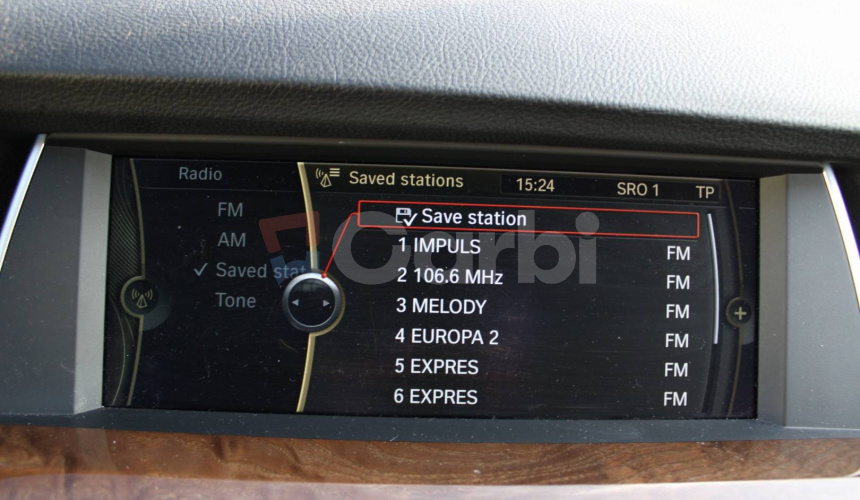 Radio
Saved stations
15:24
SRO 1
TP
FM
AM
✓ Saved stat
Tone
Save station
1 IMPULS FM
2 106.6 MHz FM
3 MELODY FM
4 EUROPA 2 FM
5 EXPRES FM
6 EXPRES FM
Carbi